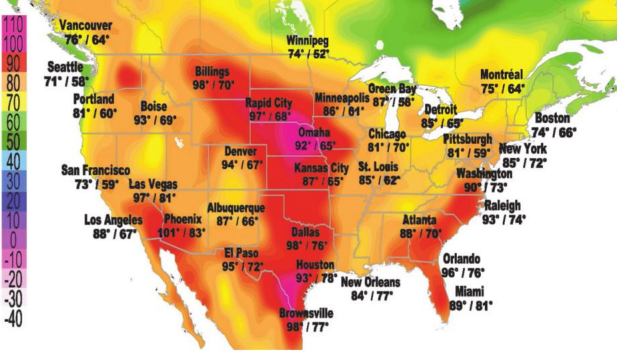 110
100
90
80
70
60
50
40
30
20
10
0
-10
-20
-30
-40
Vancouver
76° / 64°
Winnipeg
74° / 52°
Seattle
71° / 58°
Billings
98° / 70°
Montréal
75° / 64°
Portland
81° / 60°
Boise
93° / 69°
Rapid City
97° / 68°
Minneapolis
86° / 61°
Green Bay
87° / 58°
Detroit
85° / 65°
Boston
74° / 66°
Omaha
92° / 65°
Chicago
81° / 70°
Pittsburgh
81° / 59°
New York
85° / 72°
Denver
94° / 67°
Kansas City
87° / 65°
St. Louis
85° / 62°
Washington
90° / 73°
San Francisco
73° / 59°
Las Vegas
97° / 81°
Raleigh
93° / 74°
Los Angeles
88° / 67°
Phoenix
101° / 83°
Albuquerque
87° / 66°
Dallas
98° / 76°
Atlanta
88° / 70°
El Paso
95° / 72°
Houston
93° / 78°
New Orleans
84° / 77°
Orlando
96° / 76°
Miami
89° / 81°
Brownsville
98° / 77°